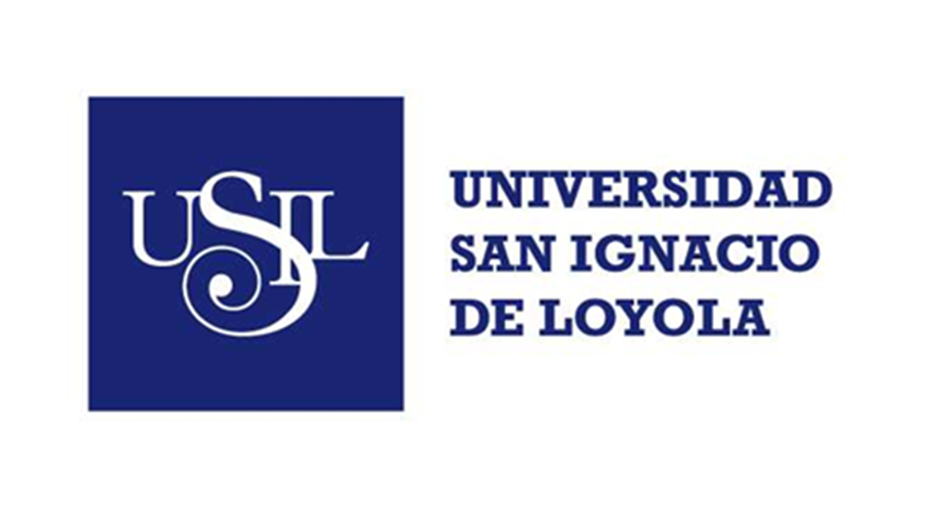 USIL
UNIVERSIDAD
SAN IGNACIO
DE LOYOLA